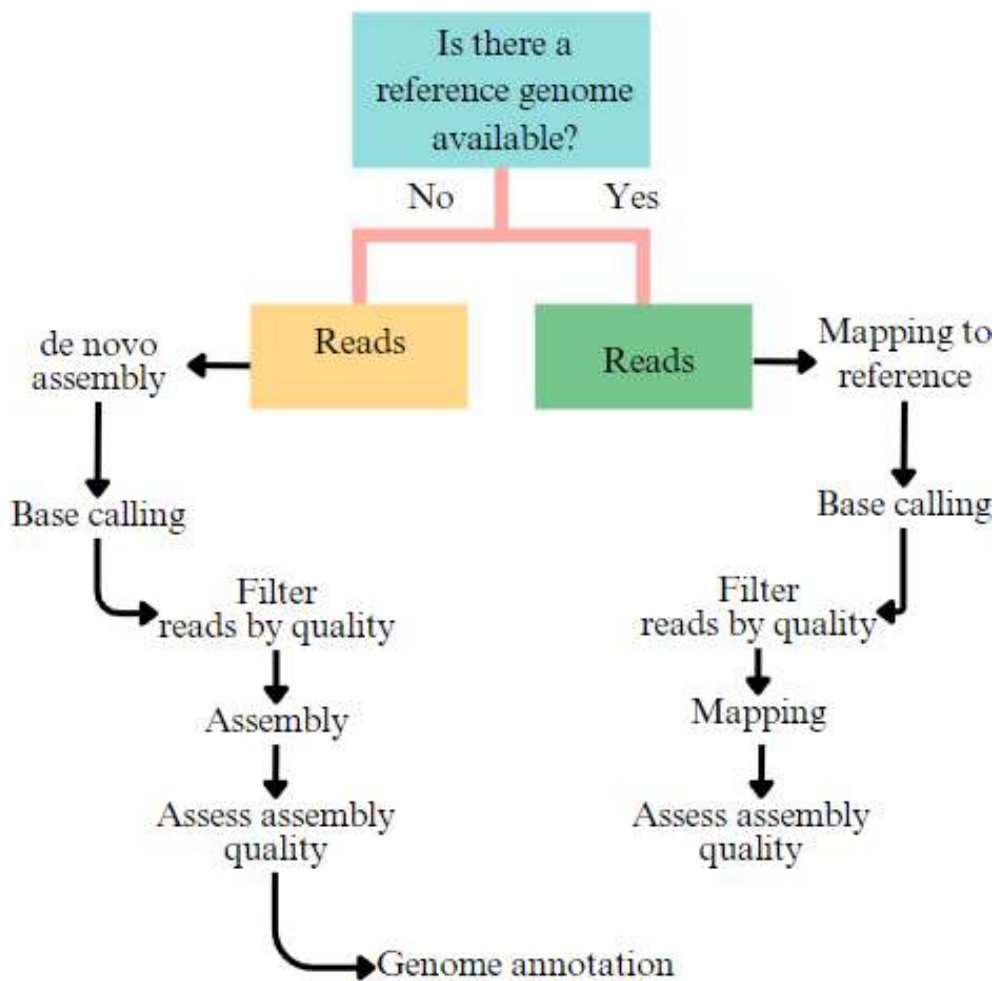 Is there a
reference genome
available?
No
Yes
Reads
Reads
de novo
assembly
Mapping to
reference
Base calling
Base calling
Filter
reads by quality
Filter
reads by quality
Assembly
Mapping
Assess assembly
quality
Assess assembly
quality
Genome annotation